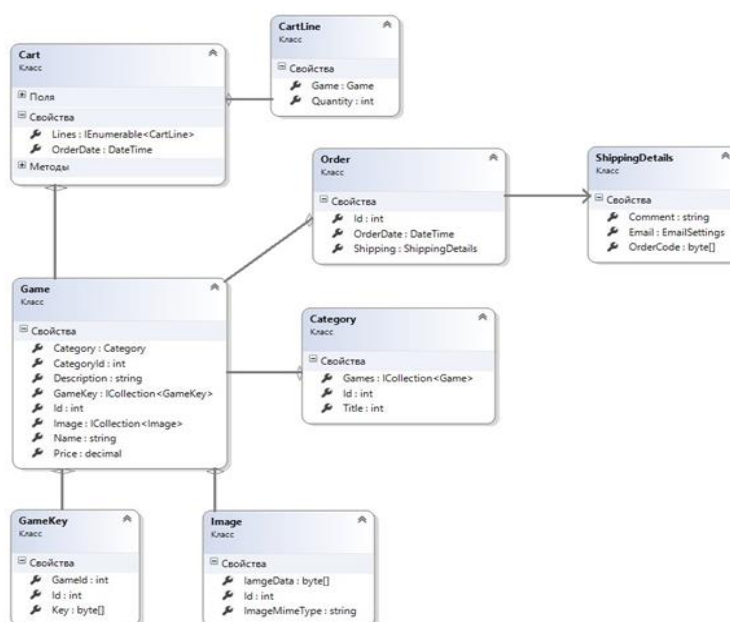 Cart
Класс
Поля
Свойства
Lines : IEnumerable<CartLine>
OrderDate : DateTime
Методы
CartLine
Класс
Свойства
Game : Game
Quantity : int
Order
Класс
Свойства
Id : int
OrderDate : DateTime
Shipping : ShippingDetails
ShippingDetails
Класс
Свойства
Comment : string
Email : EmailSettings
OrderCode : byte[]
Game
Класс
Свойства
Category : Category
CategoryId : int
Description : string
GameKey : ICollection<GameKey>
Id : int
Image : ICollection<Image>
Name : string
Price : decimal
Category
Класс
Свойства
Games : ICollection<Game>
Id : int
Title : int
GameKey
Класс
Свойства
GameId : int
Id : int
Key : byte[]
Image
Класс
Свойства
IamgeData : byte[]
Id : int
ImageMimeType : string